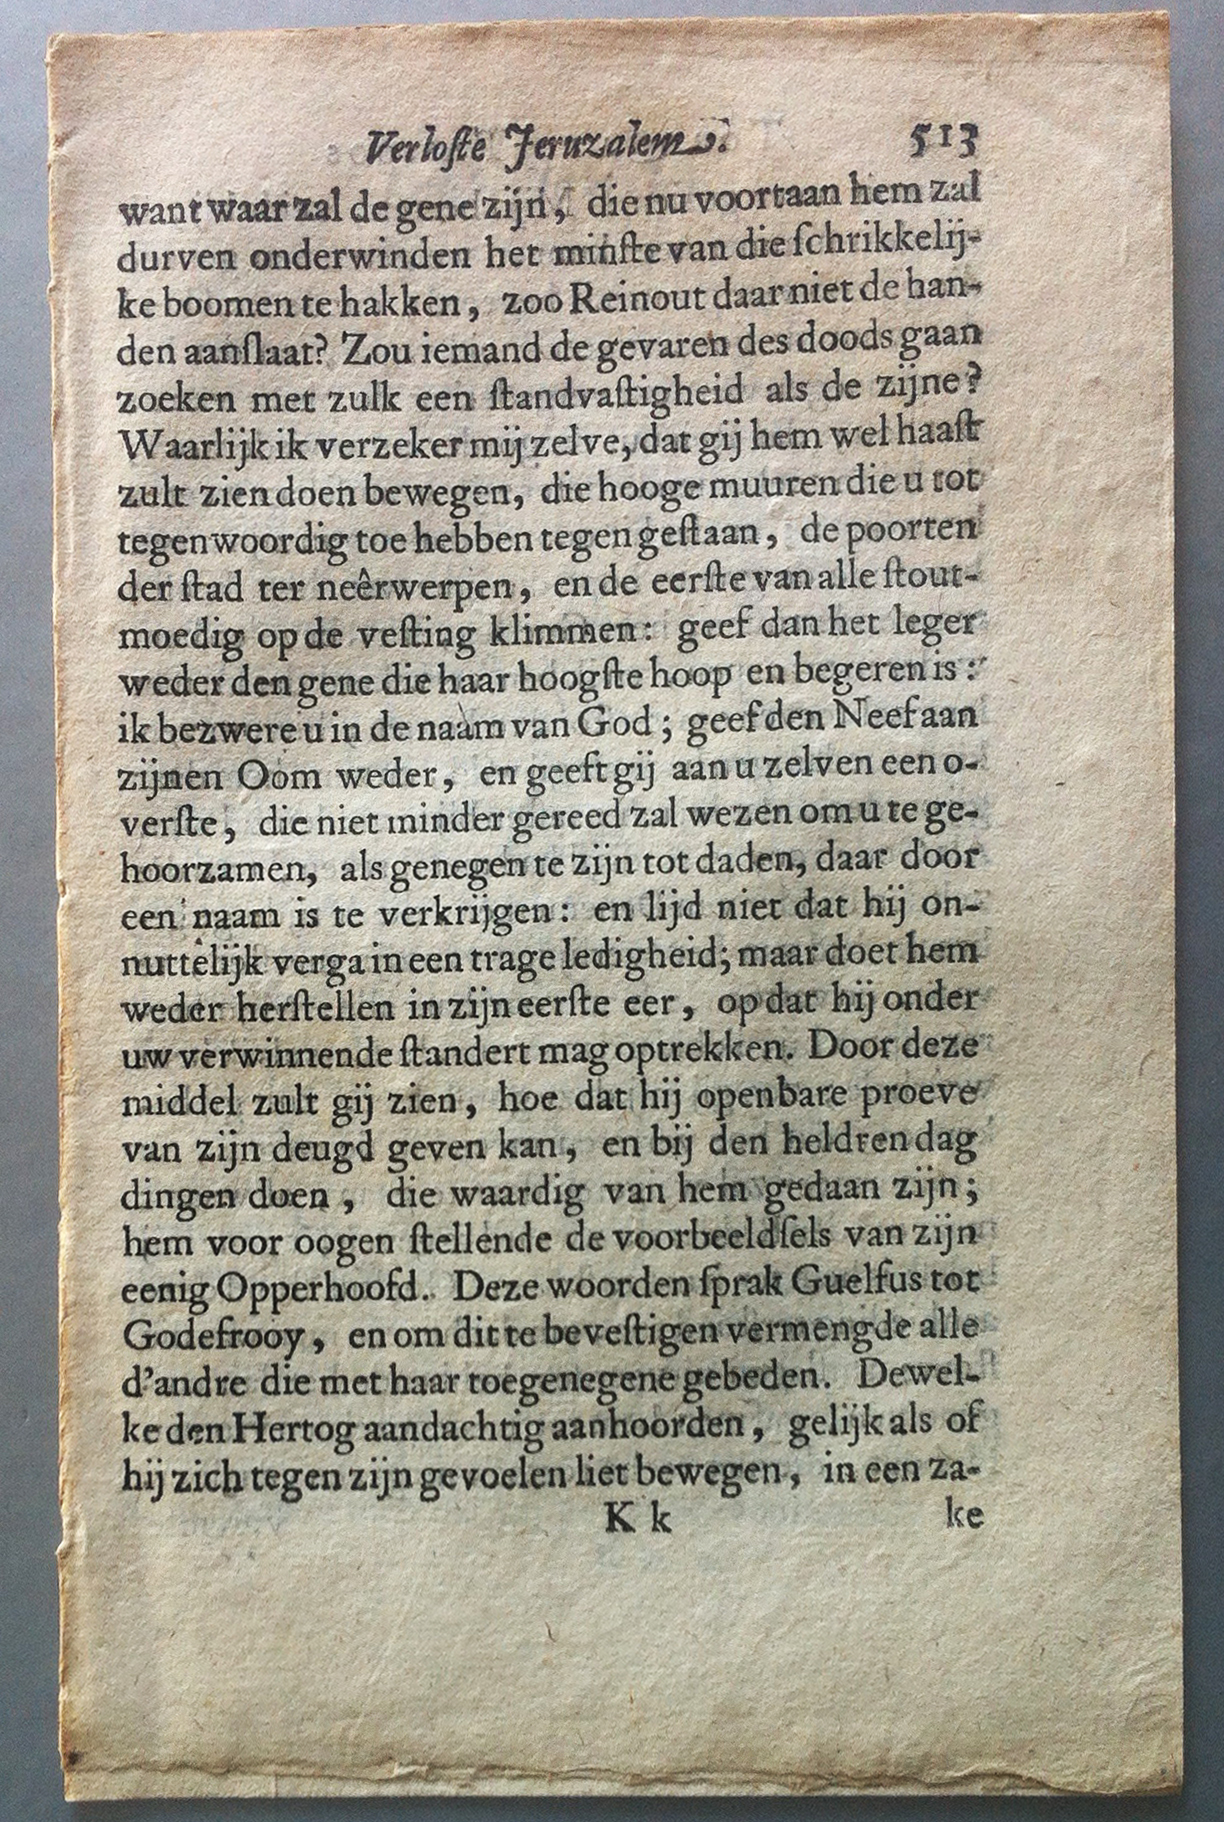 Verloſte Jeruzalem. 513
want waar zal de gene zijn, die nu voortaan hem zal
durven onderwinden het minſte van die ſchrikkelij-
ke boomen te hakken, zoo Reinout daar niet de han-
den aanſlaat? Zou iemand de gevaren des doods gaan
zoeken met zulk een ſtandvaſtigheid als de zijne?
Waarlijk ik verzeker mij zelve, dat gij hem wel haaſt
zult zien doen bewegen, die hooge muuren die u tot
tegenwoordig toe hebben tegen geſtaan, de poorten
der ſtad ter neêrwerpen, en de eerſte van alle ſtout-
moedig op de veſting klimmen: geef dan het leger
weder den gene die haar hoogſte hoop en begeren is:
ik bezwere u in de naam van God; geef den Neef aan
zijnen Oom weder, en geeft gij aan u zelven een o-
verſte, die niet minder gereed zal wezen om u te ge-
hoorzamen, als genegen te zijn tot daden, daar door
een naam is te verkrijgen: en lijd niet dat hij on-
nuttelijk verga in een trage ledigheid; maar doet hem
weder herſtellen in zijn eerſte eer, op dat hij onder
uw verwinnende ſtandert mag optrekken. Door deze
middel zult gij zien, hoe dat hij openbare proeve
van zijn deugd geven kan, en bij den heldren dag
dingen doen, die waardig van hem gedaan zijn;
hem voor oogen ſtellende de voorbeeldſels van zijn
eenig Opperhoofd. Deze woorden ſprak Guelfus tot
Godefrooy, en om dit te beveſtigen vermengde alle
d'andre die met haar toegenegene gebeden. Dewel-
ke den Hertog aandachtig aanhoorden, gelijk als of
hij zich tegen zijn gevoelen liet bewegen, in een za-
K k ke